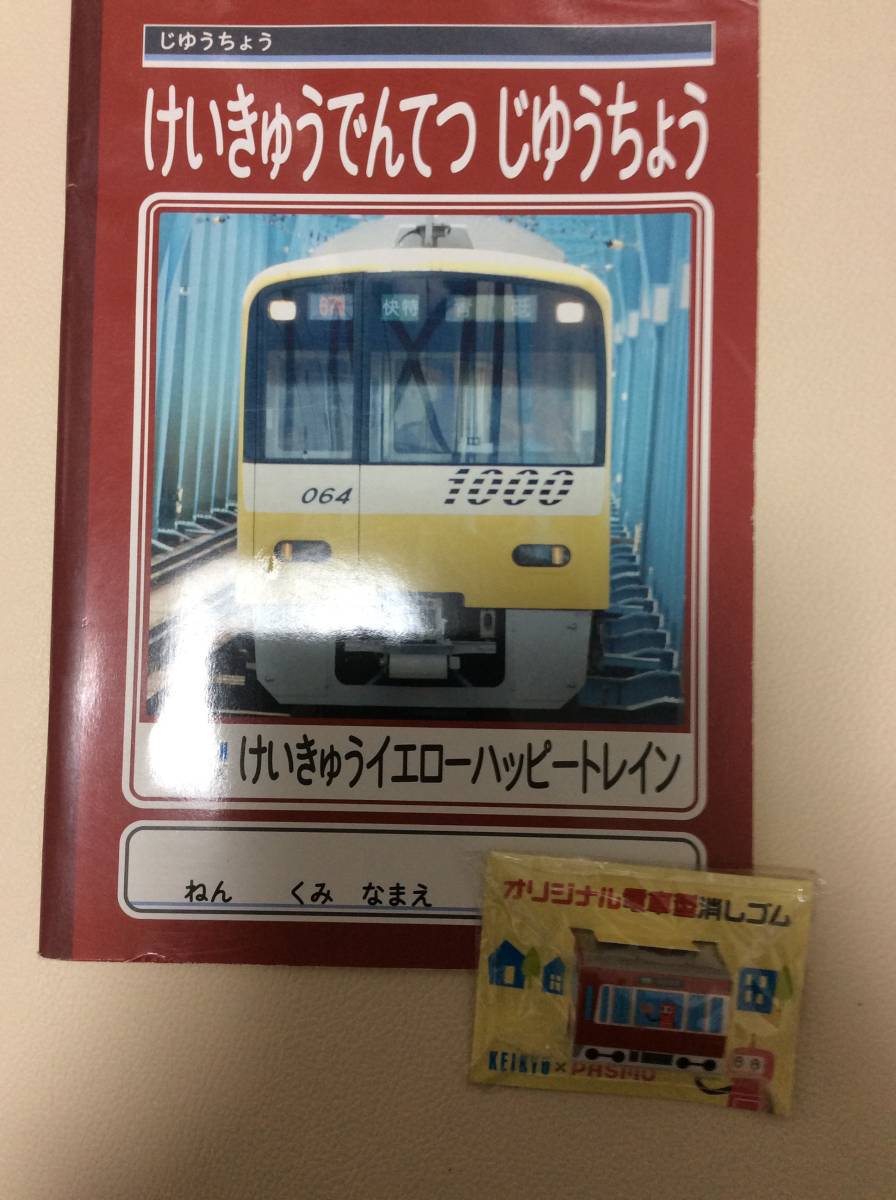 じゆうちょう
けいきゅうでんてつ じゆうちょう
快特
064
1000
けいきゅうイエローハッピートレイン
ねん くみ なまえ
オリジナル電車型消しゴム
KEIKYU×PASMO